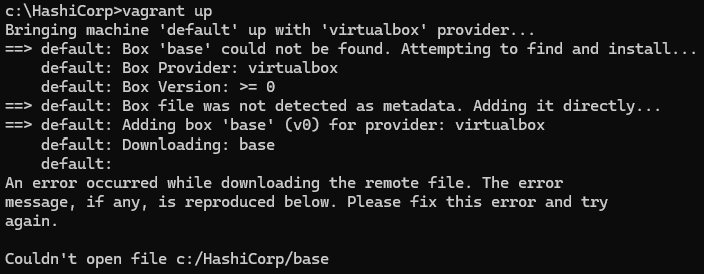 c:\HashiCorp>vagrant up
Bringing machine 'default' up with 'virtualbox' provider...
==> default: Box 'base' could not be found. Attempting to find and install...
    default: Box Provider: virtualbox
    default: Box Version: >= 0
==> default: Box file was not detected as metadata. Adding it directly...
==> default: Adding box 'base' (v0) for provider: virtualbox
    default: Downloading: base
    default:
An error occurred while downloading the remote file. The error
message, if any, is reproduced below. Please fix this error and try
again.

Couldn't open file c:/HashiCorp/base